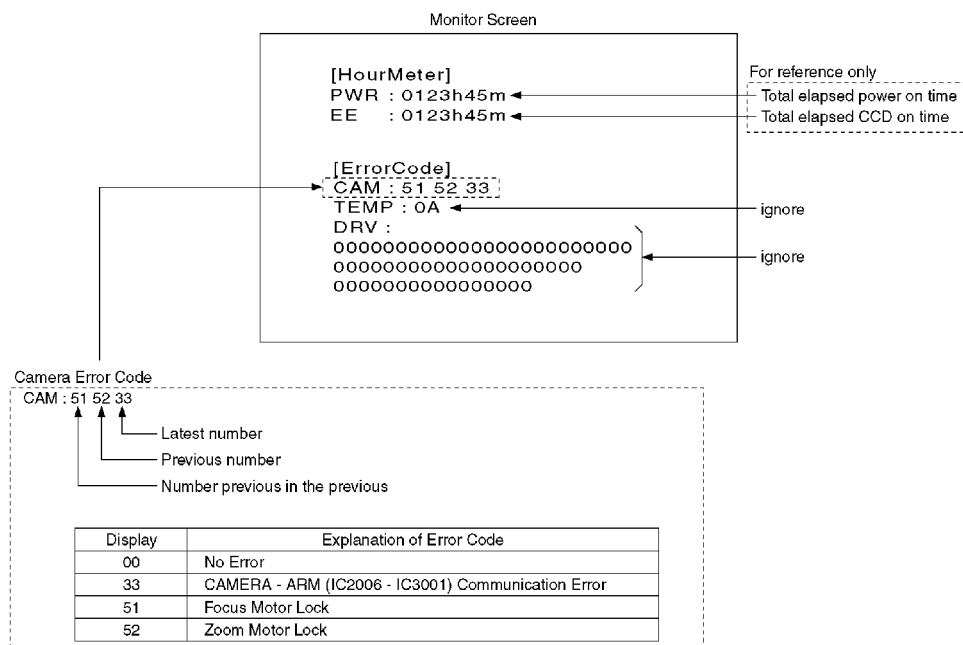 Monitor Screen
[HourMeter]
PWR : 0123h45m
EE : 0123h45m
For reference only
Total elapsed power on time
Total elapsed CCD on time
[ErrorCode]
CAM : 51 52 33
TEMP : 0A
ignore
DRV :
000000000000000000000000
00000000000000000000
0000000000000000
ignore
Camera Error Code
CAM : 51 52 33
Latest number
Previous number
Number previous in the previous
Display Explanation of Error Code
00 No Error
33 CAMERA - ARM (IC2006 - IC3001) Communication Error
51 Focus Motor Lock
52 Zoom Motor Lock